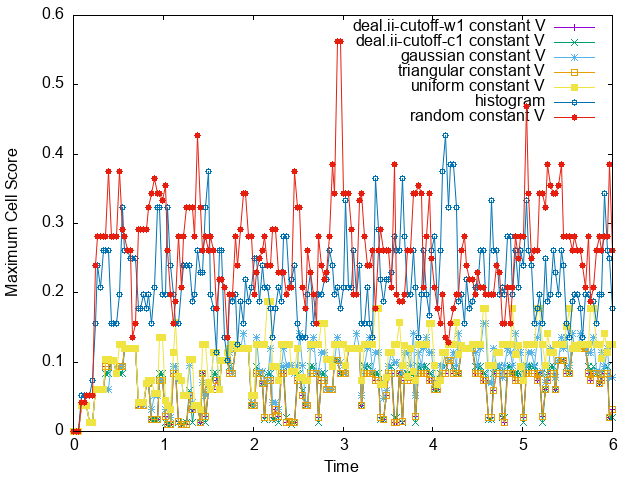 0.6
0.5
0.4
0.3
0.2
0.1
0
Maximum Cell Score
deal.ii-cutoff-w1 constant V
deal.ii-cutoff-c1 constant V
gaussian constant V
triangular constant V
uniform constant V
histogram
random constant V
0 1 2 3 4 5 6
Time